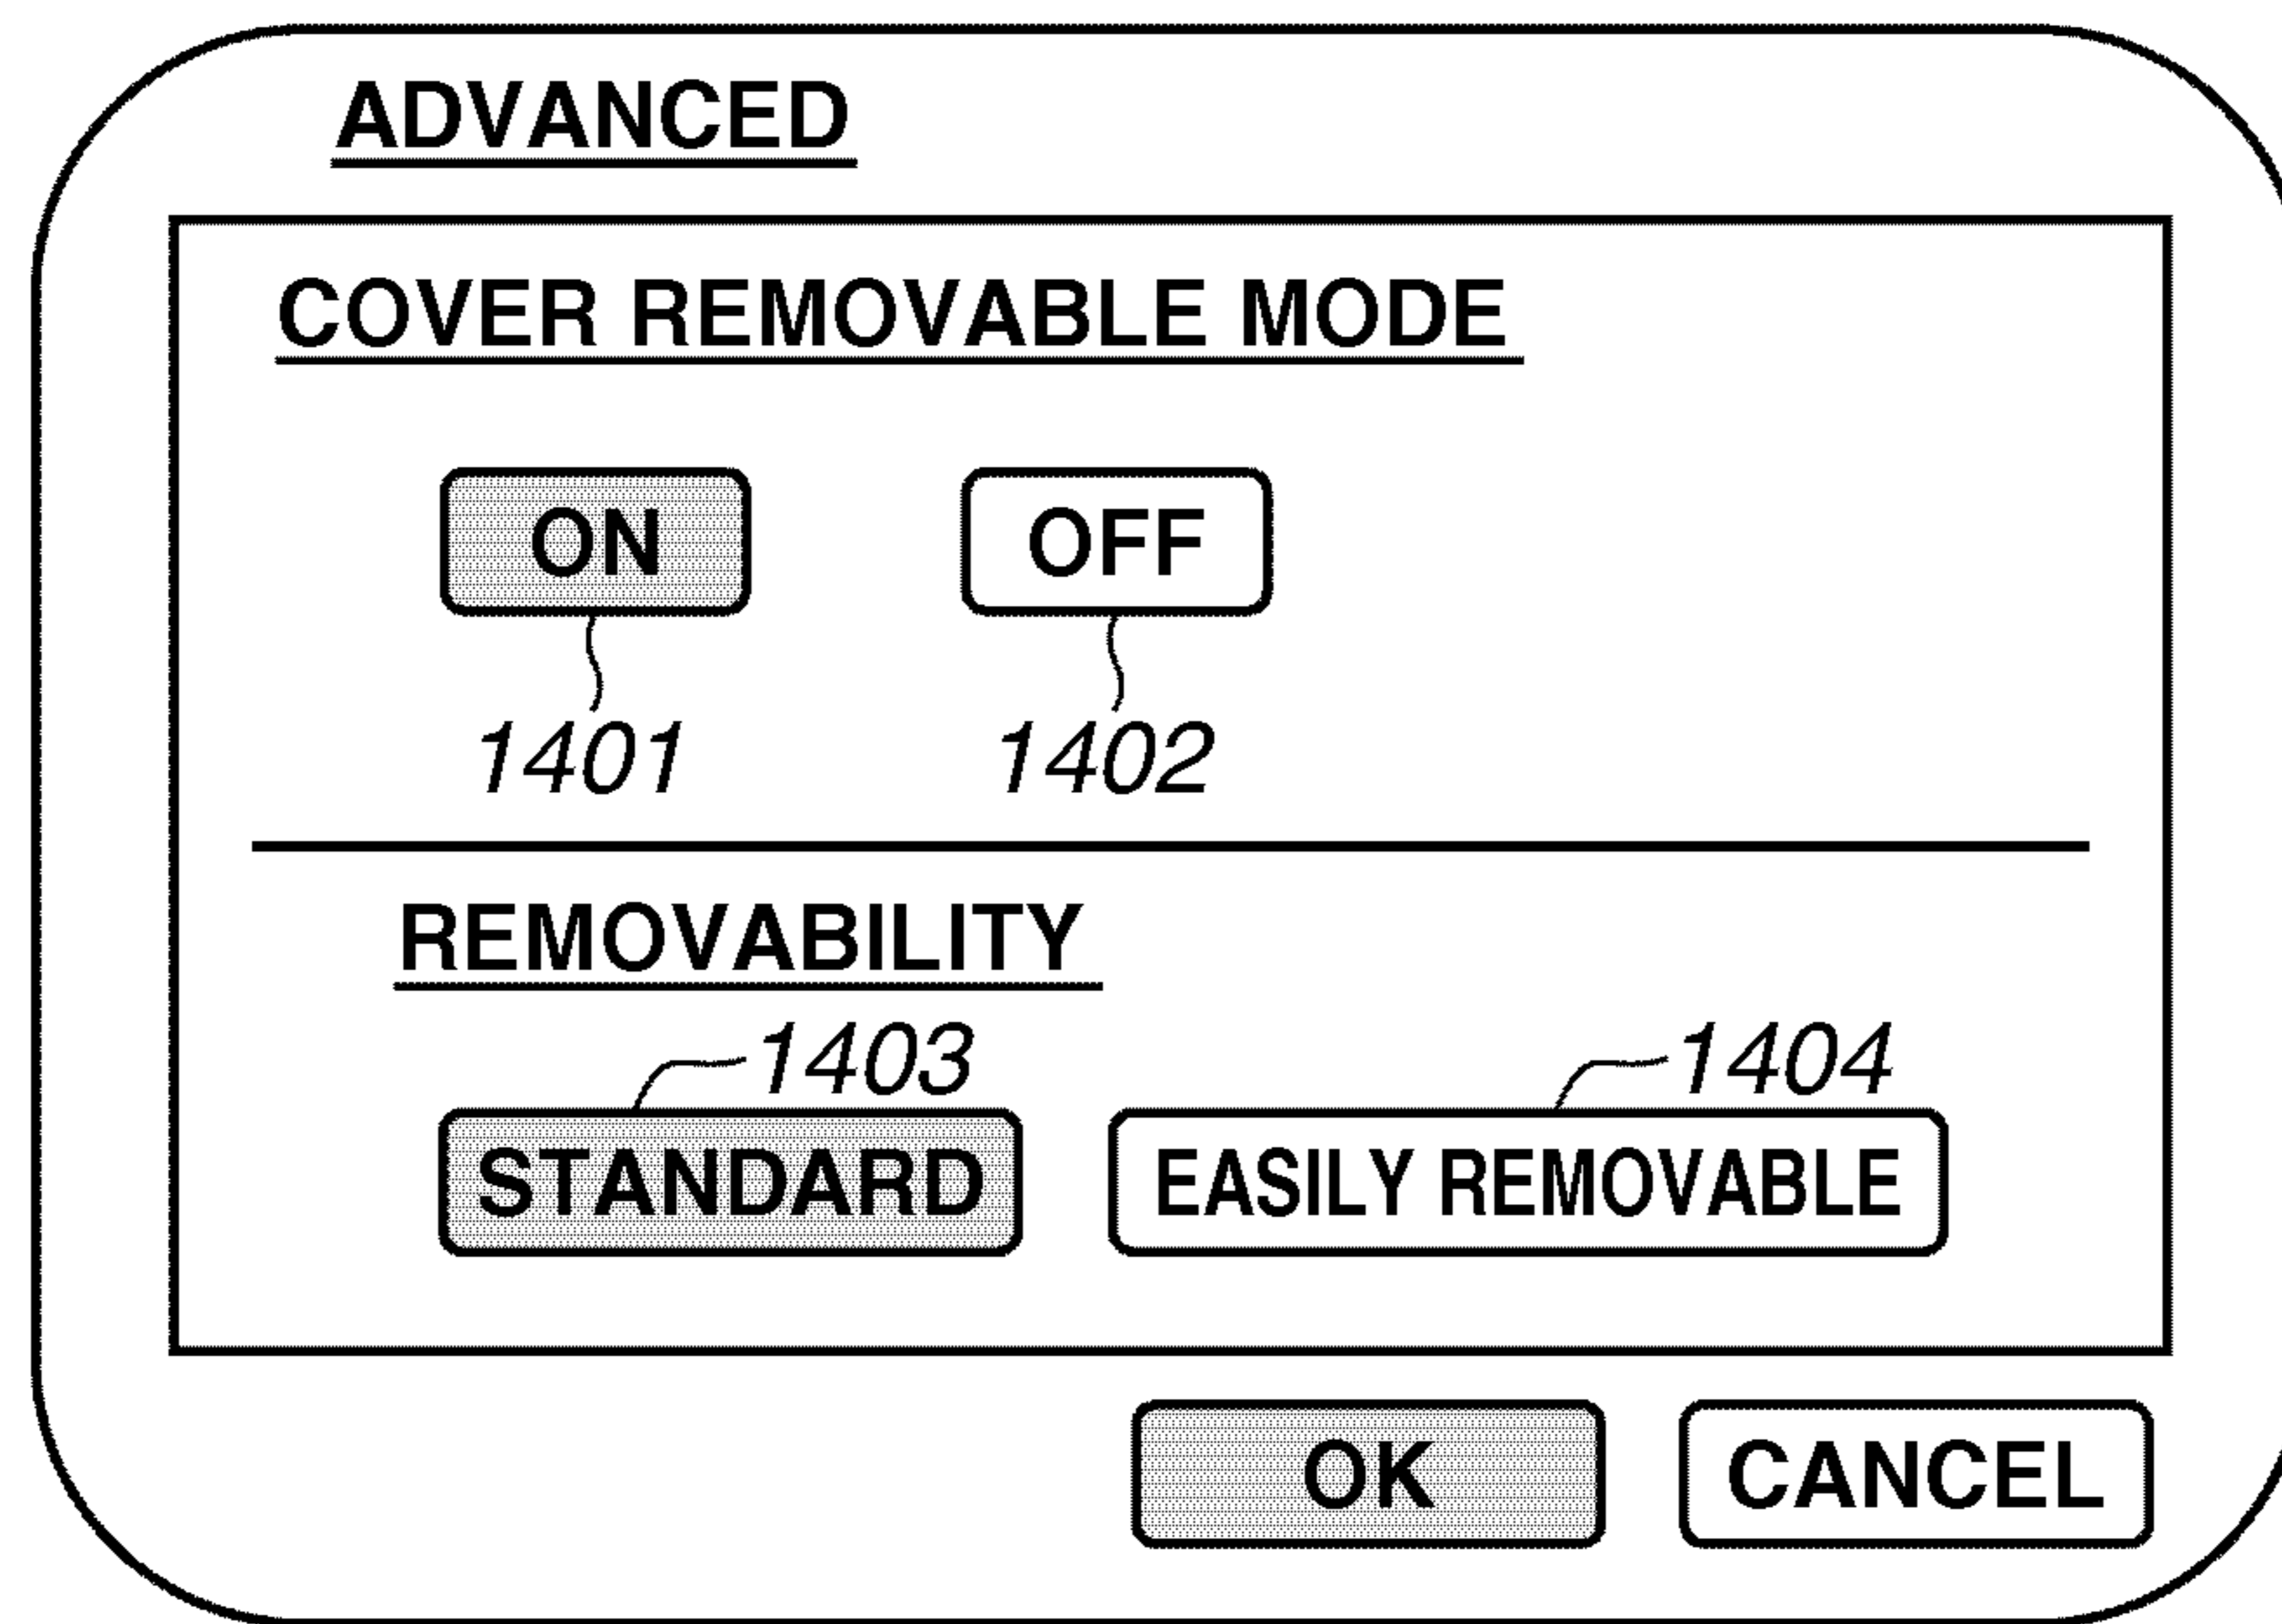 ADVANCED
COVER REMOVABLE MODE
ON OFF
1401 1402
REMOVABILITY
1403 1404
STANDARD EASILY REMOVABLE
OK CANCEL